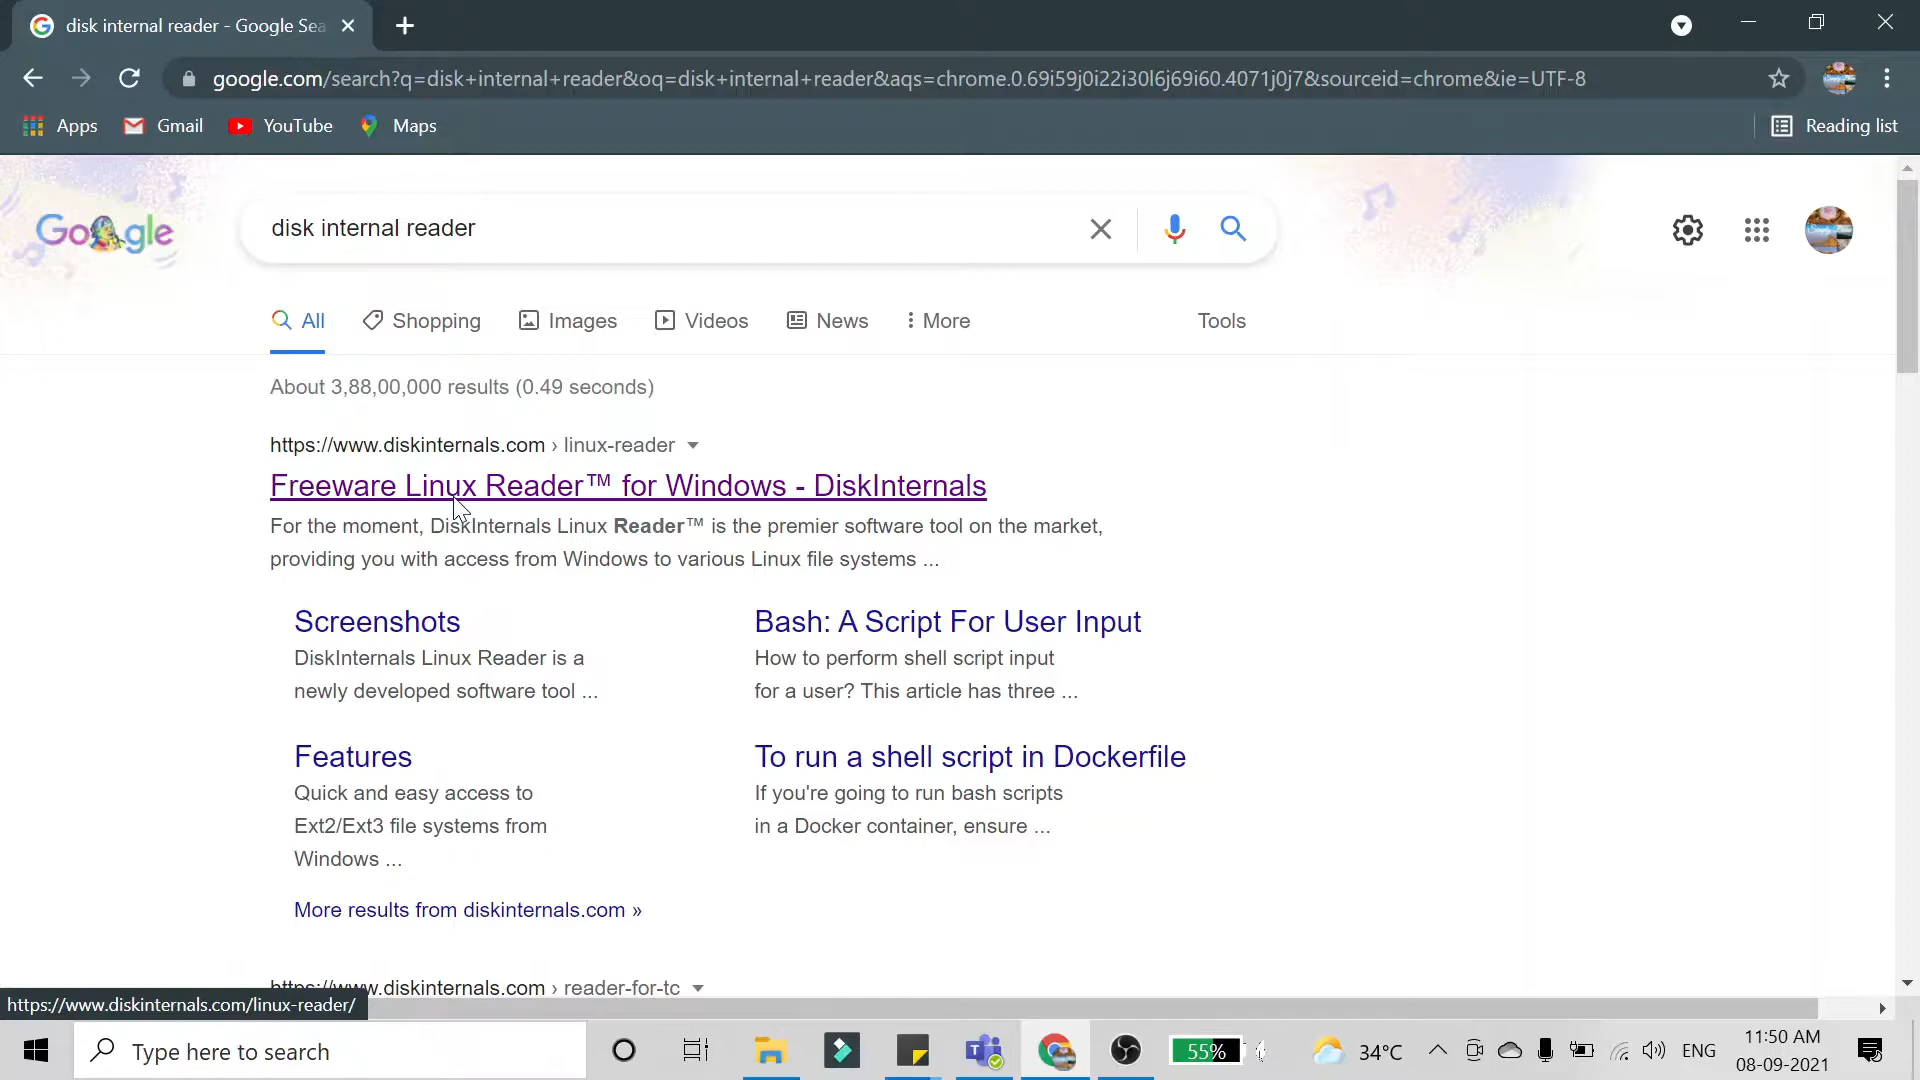 disk internal reader - Google Sea
google.com/search?q=disk+internal+reader&oq=disk+internal+reader&aqs=chrome.0.69i59j0i22i30l6j69i60.4071j0j7&sourceid=chrome&ie=UTF-8
Apps Gmail YouTube Maps Reading list
Google disk internal reader
All Shopping Images Videos News More Tools
About 3,88,00,000 results (0.49 seconds)
https://www.diskinternals.com › linux-reader
Freeware Linux Reader™ for Windows - DiskInternals
For the moment, DiskInternals Linux Reader™ is the premier software tool on the market,
providing you with access from Windows to various Linux file systems ...
Screenshots
DiskInternals Linux Reader is a
newly developed software tool ...
Bash: A Script For User Input
How to perform shell script input
for a user? This article has three ...
Features
Quick and easy access to
Ext2/Ext3 file systems from
Windows ...
To run a shell script in Dockerfile
If you're going to run bash scripts
in a Docker container, ensure ...
More results from diskinternals.com »
https://www.diskinternals.com › reader-for-tc
https://www.diskinternals.com/linux-reader/
Type here to search
55%
34°C
ENG
11:50 AM
08-09-2021